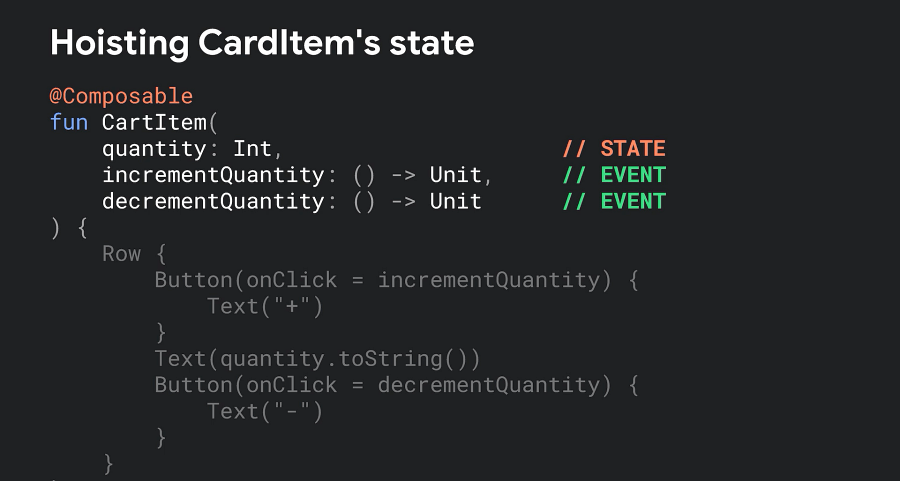 Hoisting CardItem's state
@Composable
fun CartItem(
    quantity: Int,                     // STATE
    incrementQuantity: () -> Unit,     // EVENT
    decrementQuantity: () -> Unit      // EVENT
) {
    Row {
        Button(onClick = incrementQuantity) {
            Text("+")
        }
        Text(quantity.toString())
        Button(onClick = decrementQuantity) {
            Text("-")
        }
    }